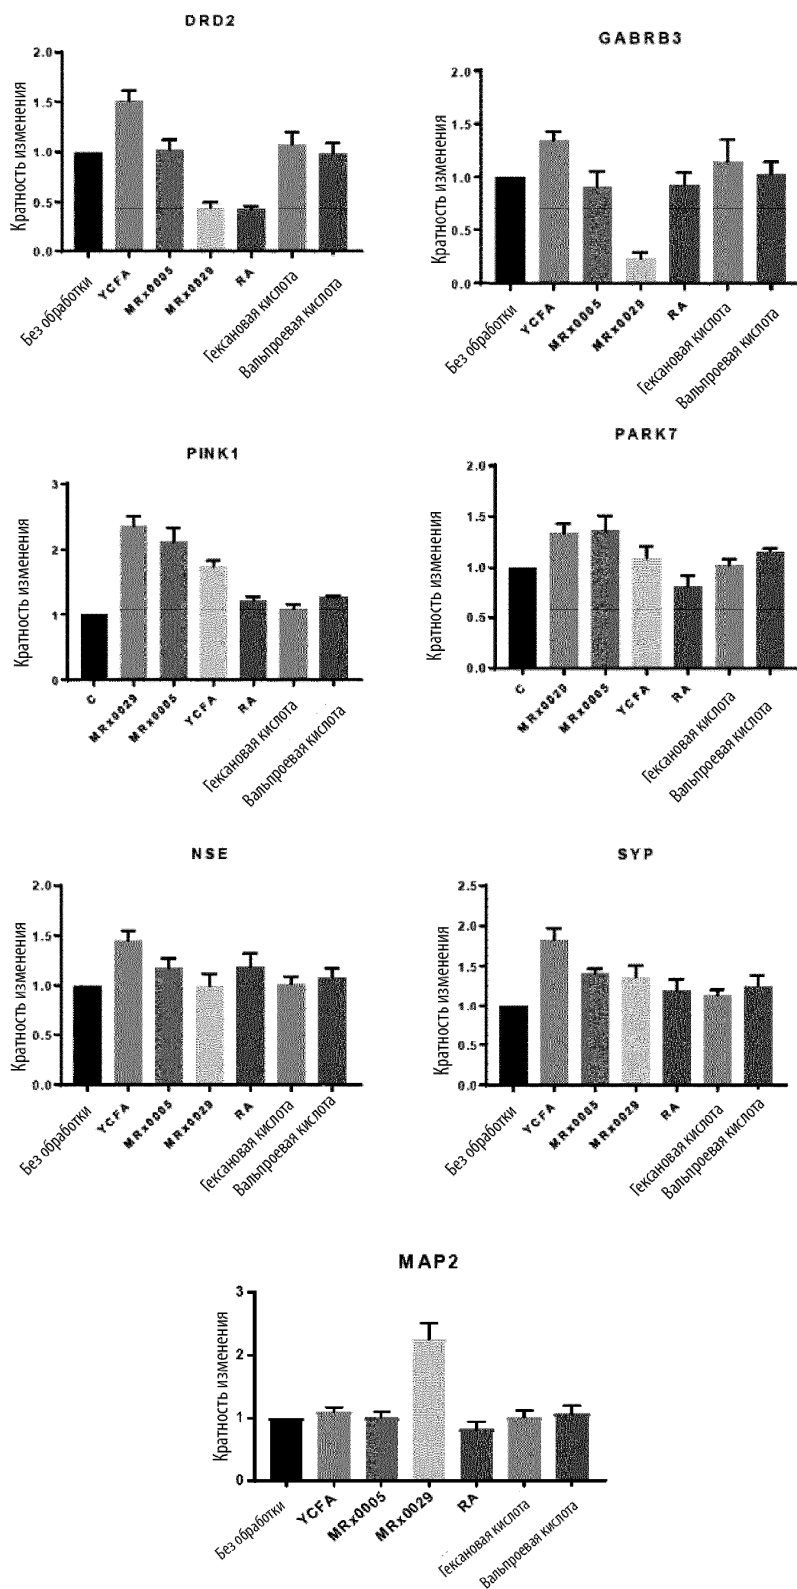 DRD2
Кратность изменения
2.0
1.5
1.0
0.5
0.0
Без обработки
YCFA
MRx0005
MRx0029
RA
Гексановая кислота
Вальпроевая кислота
GABRB3
Кратность изменения
2.0
1.5
1.0
0.5
0.0
Без обработки
YCFA
MRx0005
MRx0029
RA
Гексановая кислота
Вальпроевая кислота
PINK1
Кратность изменения
3
2
1
0
C
MRx0029
MRx0005
YCFA
RA
Гексановая кислота
Вальпроевая кислота
PARK7
Кратность изменения
2.0
1.5
1.0
0.5
0.0
C
MRx0029
MRx0005
YCFA
RA
Гексановая кислота
Вальпроевая кислота
NSE
Кратность изменения
2.0
1.5
1.0
0.5
0.0
Без обработки
YCFA
MRx0005
MRx0029
RA
Гексановая кислота
Вальпроевая кислота
SYP
Кратность изменения
2.5
2.0
1.5
1.0
0.5
0.0
Без обработки
YCFA
MRx0005
MRx0029
RA
Гексановая кислота
Вальпроевая кислота
MAP2
Кратность изменения
3
2
1
0
Без обработки
YCFA
MRx0005
MRx0029
RA
Гексановая кислота
Вальпроевая кислота